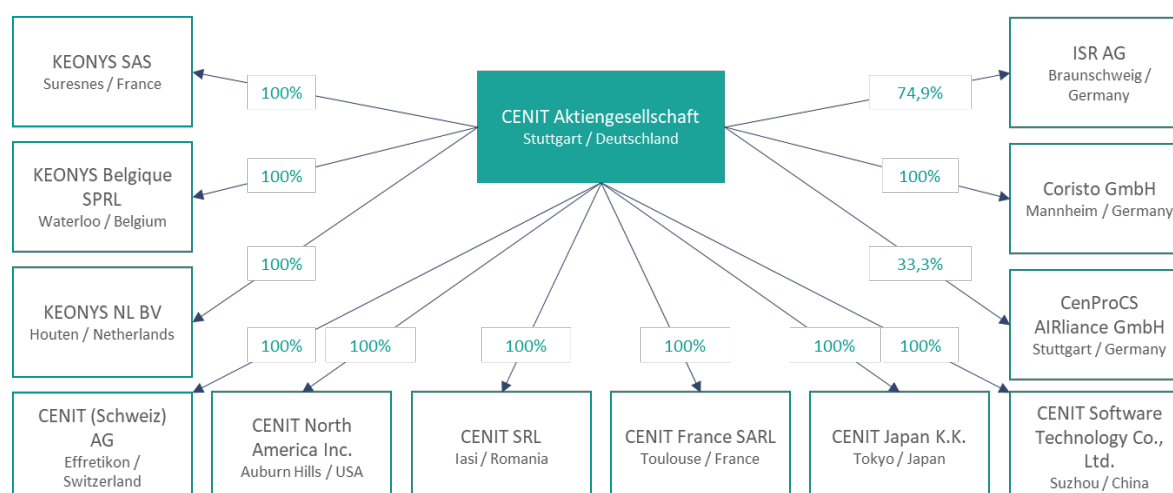 KEONYS SAS
Suresnes / France
100%
CENIT Aktiengesellschaft
Stuttgart / Deutschland
74,9%
ISR AG
Braunschweig /
Germany
KEONYS Belgique
SPRL
Waterloo / Belgium
100%
100%
Coristo GmbH
Mannheim / Germany
KEONYS NL BV
Houten / Netherlands
100%
33,3%
CenProCS
AIRliance GmbH
Stuttgart / Germany
100%
100%
100%
100%
100%
100%
CENIT (Schweiz)
AG
Effretikon /
Switzerland
CENIT North
America Inc.
Auburn Hills / USA
CENIT SRL
Iasi / Romania
CENIT France SARL
Toulouse / France
CENIT Japan K.K.
Tokyo / Japan
CENIT Software
Technology Co.,
Ltd.
Suzhou / China